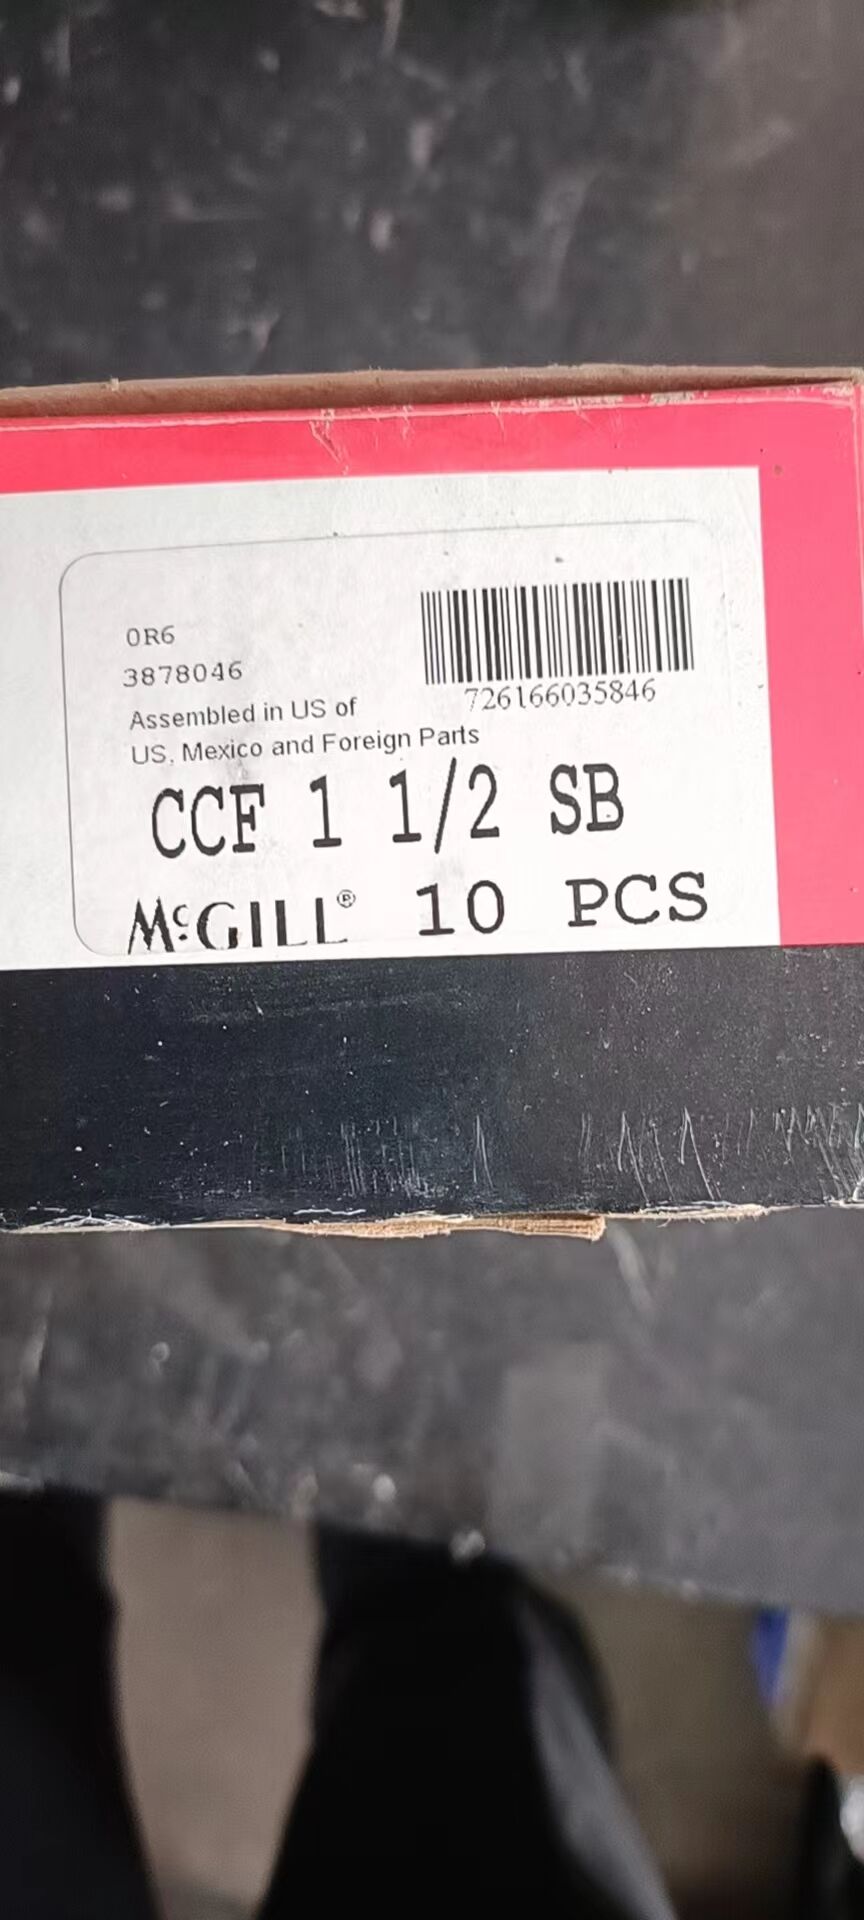 0R6
3878046
726166035846
Assembled in US of
US, Mexico and Foreign Parts
CCF 1 1/2 SB
McGILL® 10 PCS